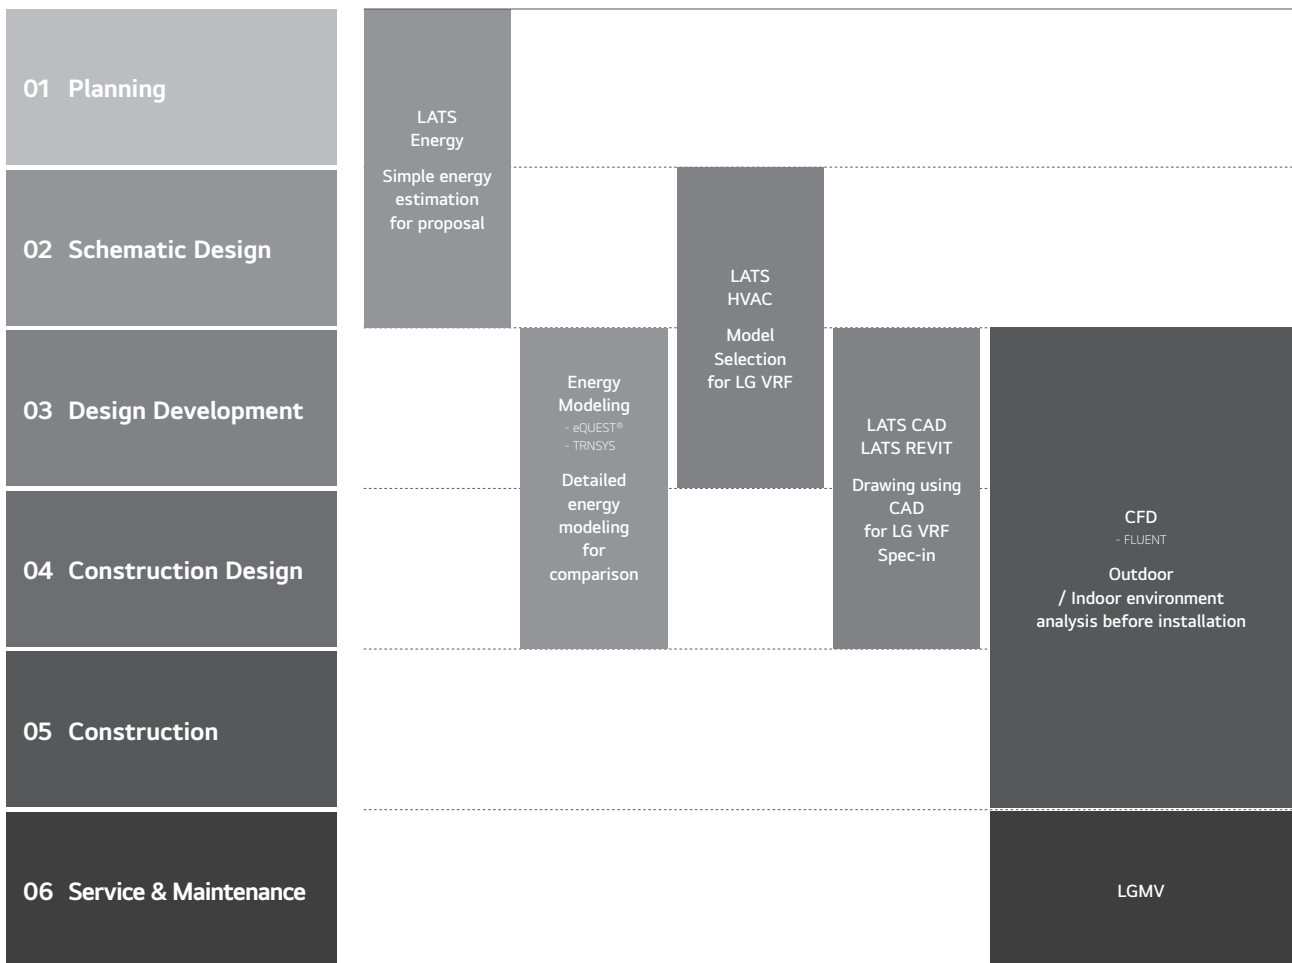 01 Planning
02 Schematic Design
03 Design Development
04 Construction Design
05 Construction
06 Service & Maintenance
LATS
Energy
Simple energy
estimation
for proposal
Energy
Modeling
- eQUEST®
- TRNSYS
Detailed
energy
modeling
for
comparison
LATS
HVAC
Model
Selection
for LG VRF
LATS CAD
LATS REVIT
Drawing using
CAD
for LG VRF
Spec-in
CFD
- FLUENT
Outdoor
/ Indoor environment
analysis before installation
LGMV